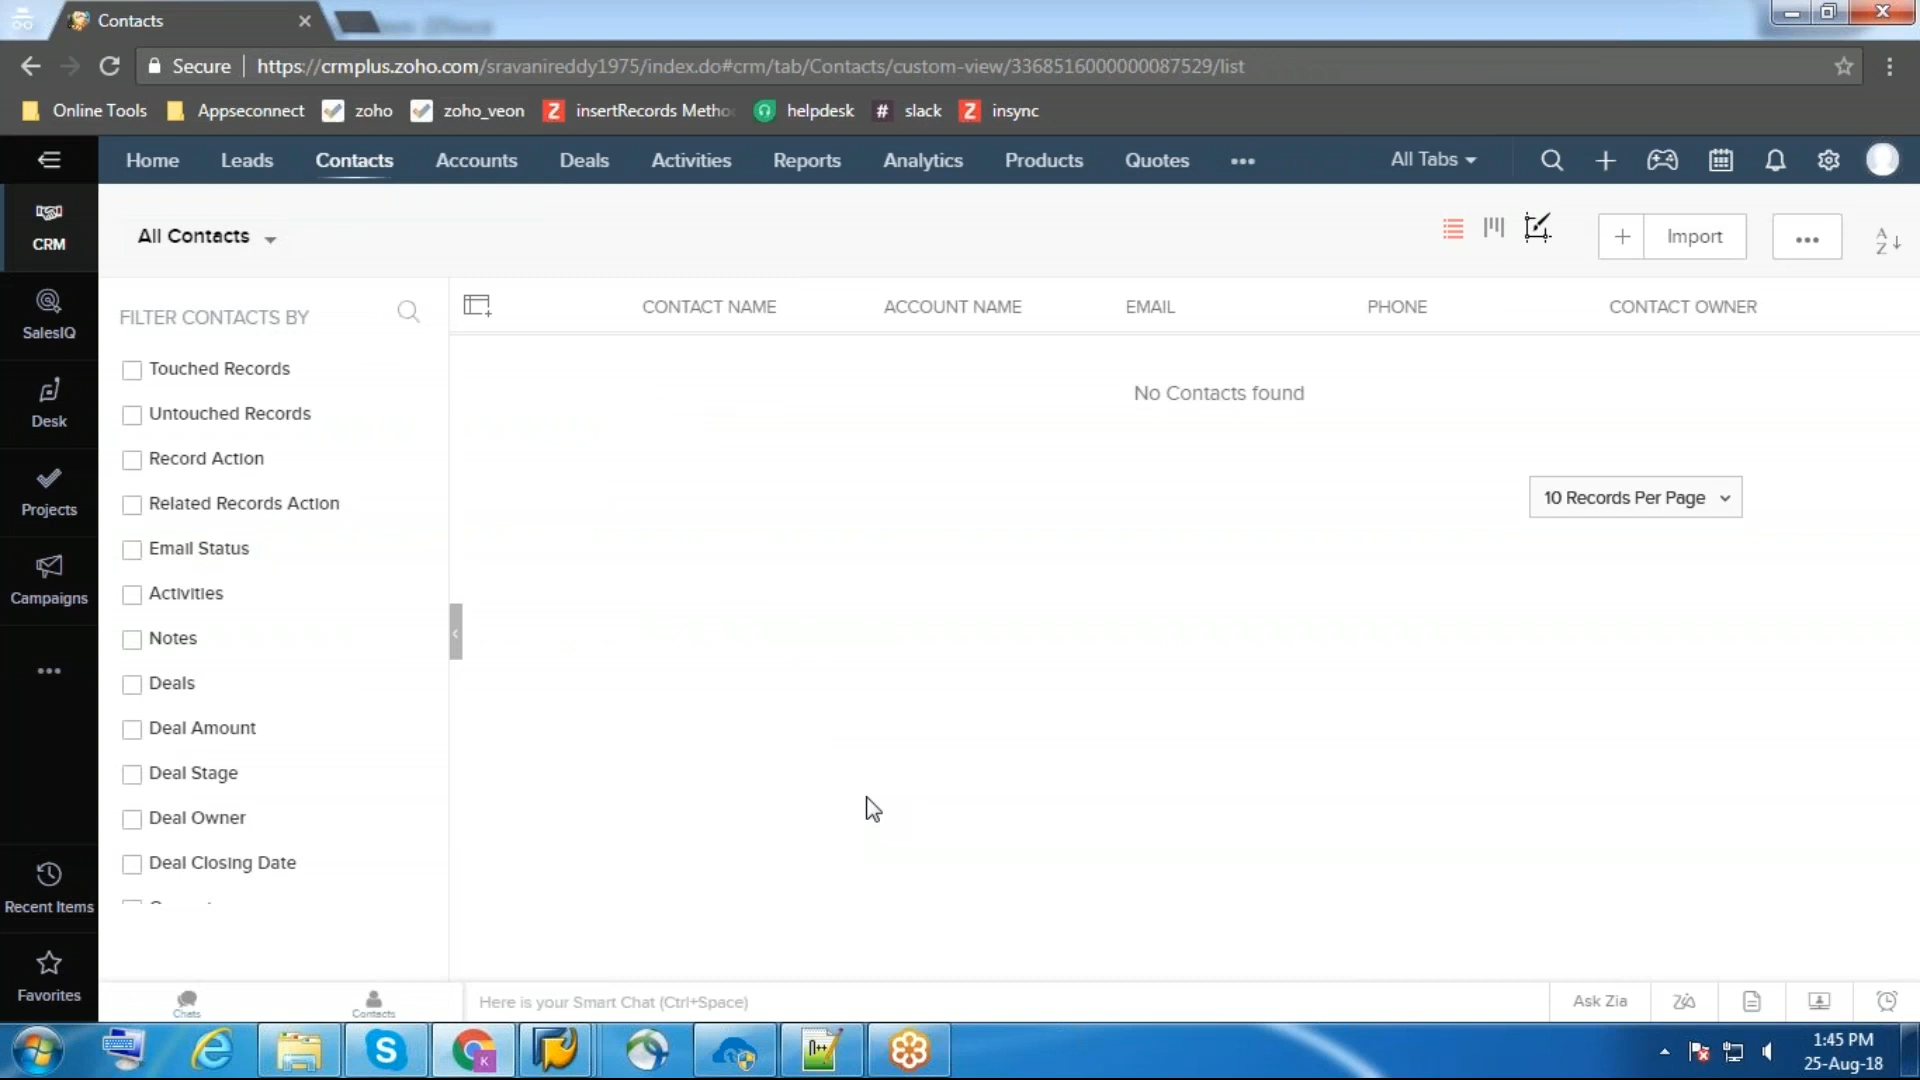 Contacts
Secure
https://crmplus.zoho.com/sravanireddy1975/index.do#crm/tab/Contacts/custom-view/3368516000000087529/list
Online Tools Appseconnect zoho zoho_veon insertRecords Metho helpdesk slack insync
Home Leads Contacts Accounts Deals Activities Reports Analytics Products Quotes ••• All Tabs
CRM
SalesIQ
Desk
Projects
Campaigns
Recent Items
Favorites
All Contacts
Import
A
Z
FILTER CONTACTS BY
Touched Records
Untouched Records
Record Action
Related Records Action
Email Status
Activities
Notes
Deals
Deal Amount
Deal Stage
Deal Owner
Deal Closing Date
CONTACT NAME ACCOUNT NAME EMAIL PHONE CONTACT OWNER
No Contacts found
10 Records Per Page
Chats
Contacts
Here is your Smart Chat (Ctrl+Space)
Ask Zia
1:45 PM
25-Aug-18